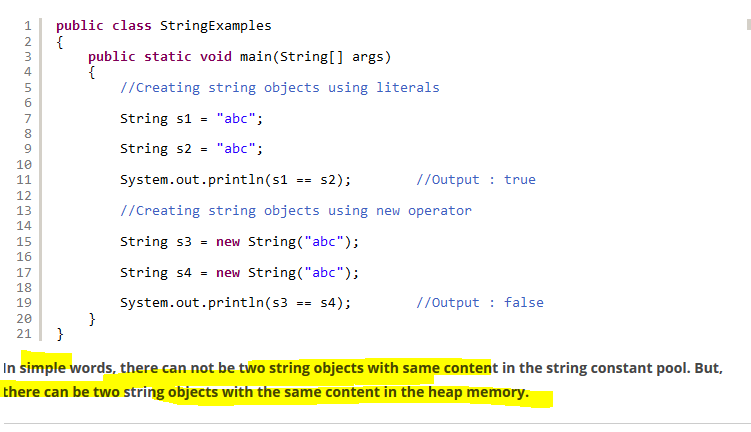 1 public class StringExamples
2 {
3 public static void main(String[] args)
4 {
5 //Creating string objects using literals
6
7 String s1 = "abc";
8
9 String s2 = "abc";
10
11 System.out.println(s1 == s2); //Output : true
12
13 //Creating string objects using new operator
14
15 String s3 = new String("abc");
16
17 String s4 = new String("abc");
18
19 System.out.println(s3 == s4); //Output : false
20 }
21 }
In simple words, there can not be two string objects with same content in the string constant pool. But,
there can be two string objects with the same content in the heap memory.